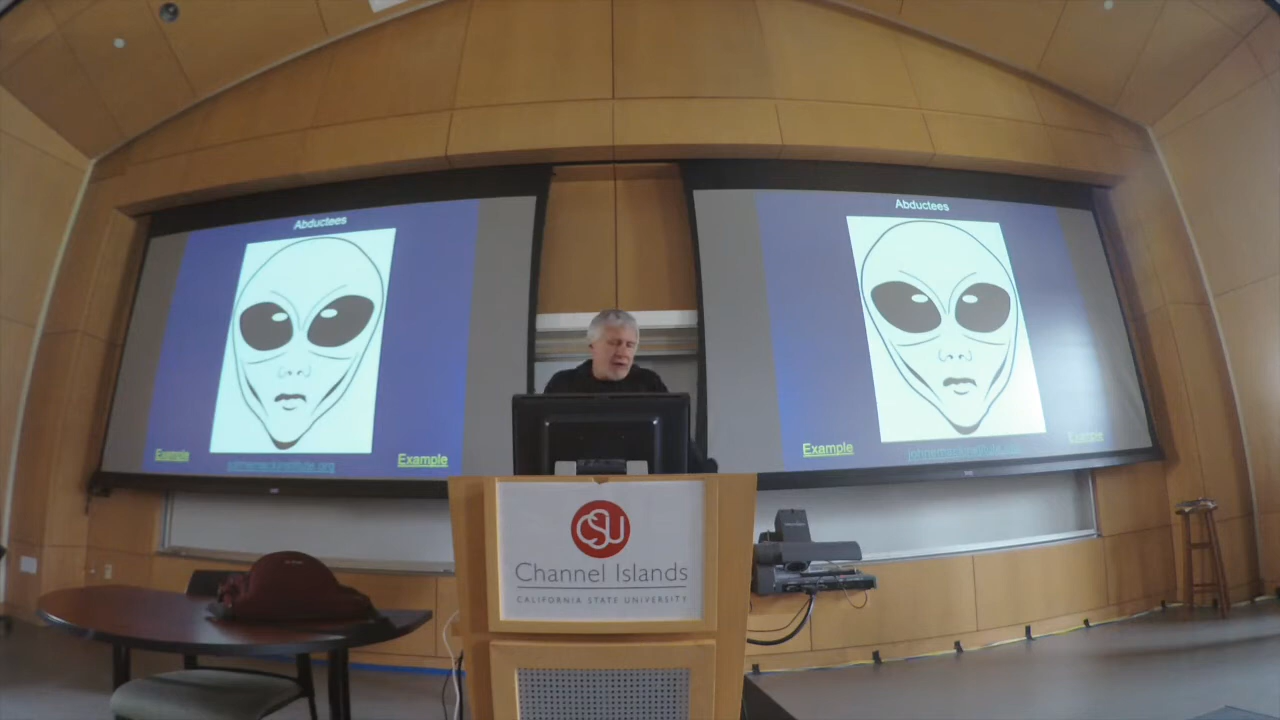 Abductees
Example
Example
Abductees
Example
Example
CSU
Channel Islands
CALIFORNIA STATE UNIVERSITY